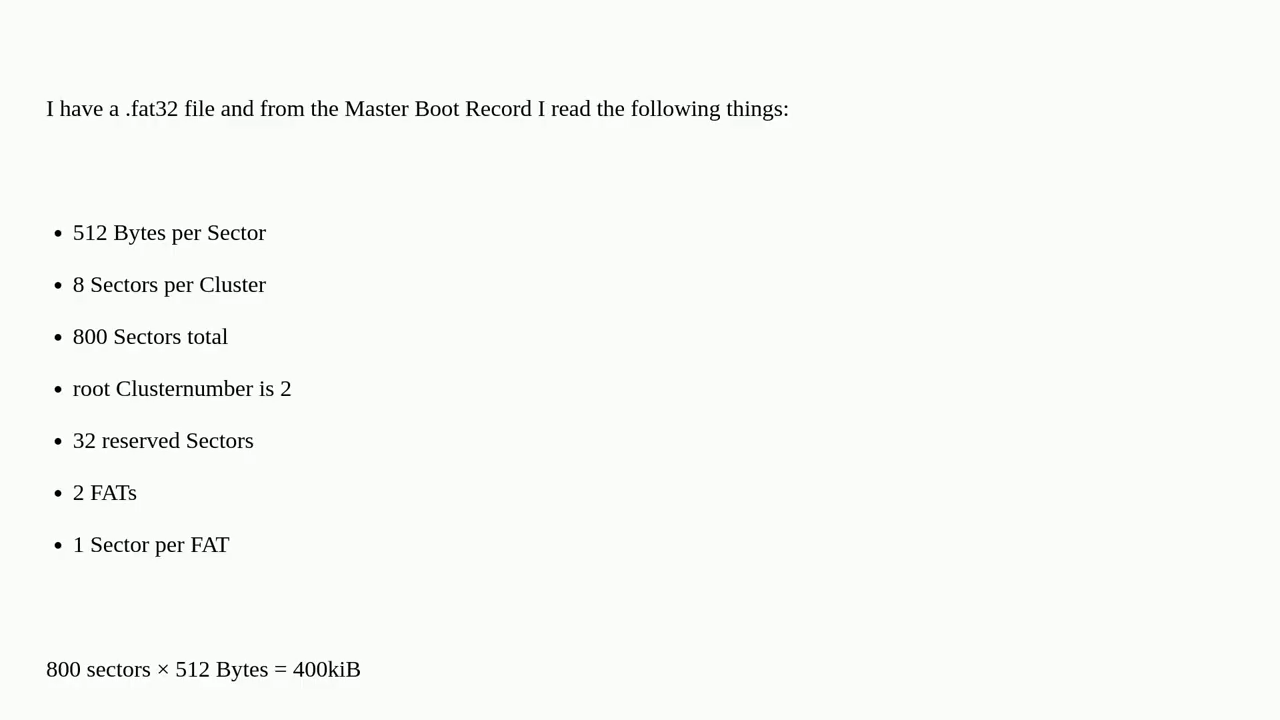 I have a .fat32 file and from the Master Boot Record I read the following things:
• 512 Bytes per Sector
• 8 Sectors per Cluster
• 800 Sectors total
• root Clusternumber is 2
• 32 reserved Sectors
• 2 FATs
• 1 Sector per FAT
800 sectors × 512 Bytes = 400kiB